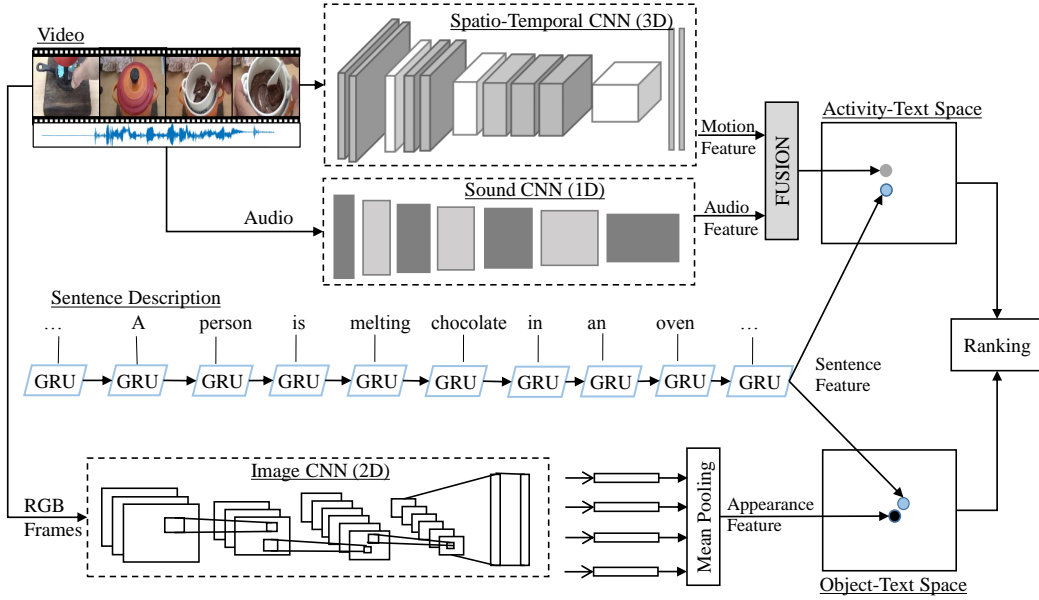 Video
Spatio-Temporal CNN (3D)
Motion
Feature
FUSION
Activity-Text Space
Audio
Sound CNN (1D)
Audio
Feature
Sentence Description
… A person is melting chocolate in an oven …
GRU GRU GRU GRU GRU GRU GRU GRU GRU GRU
Sentence
Feature
Ranking
RGB
Frames
Image CNN (2D)
Mean Pooling
Appearance
Feature
Object-Text Space